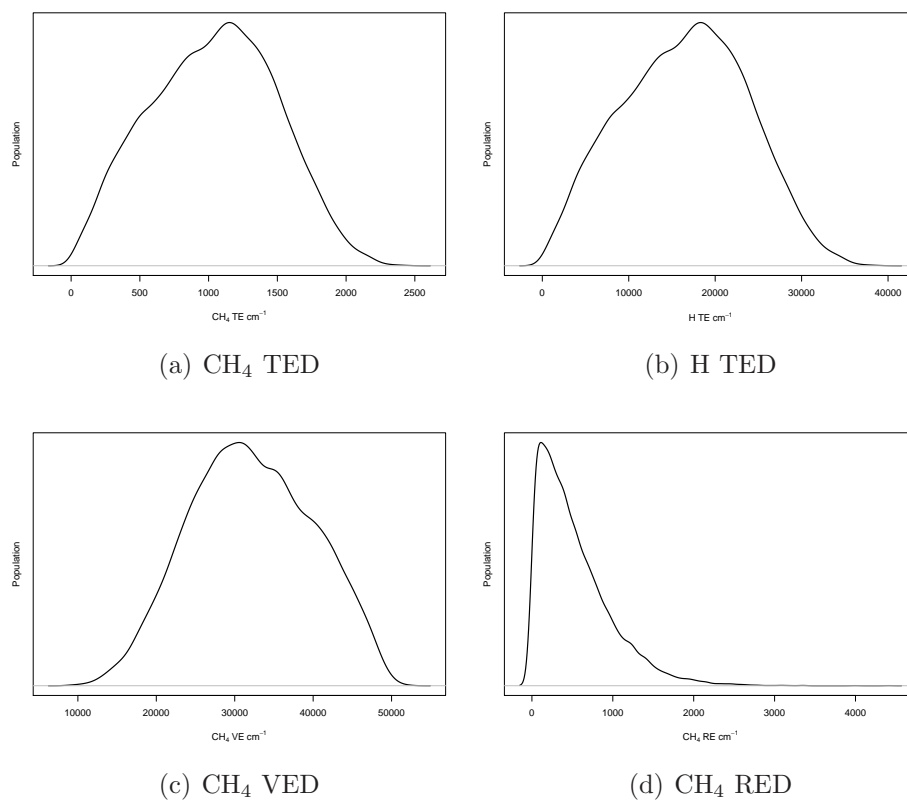 Population
0 500 1000 1500 2000 2500
CH₄ TE cm⁻¹
(a) CH₄ TED
Population
0 10000 20000 30000 40000
H TE cm⁻¹
(b) H TED
Population
10000 20000 30000 40000 50000
CH₄ VE cm⁻¹
(c) CH₄ VED
Population
0 1000 2000 3000 4000
CH₄ RE cm⁻¹
(d) CH₄ RED